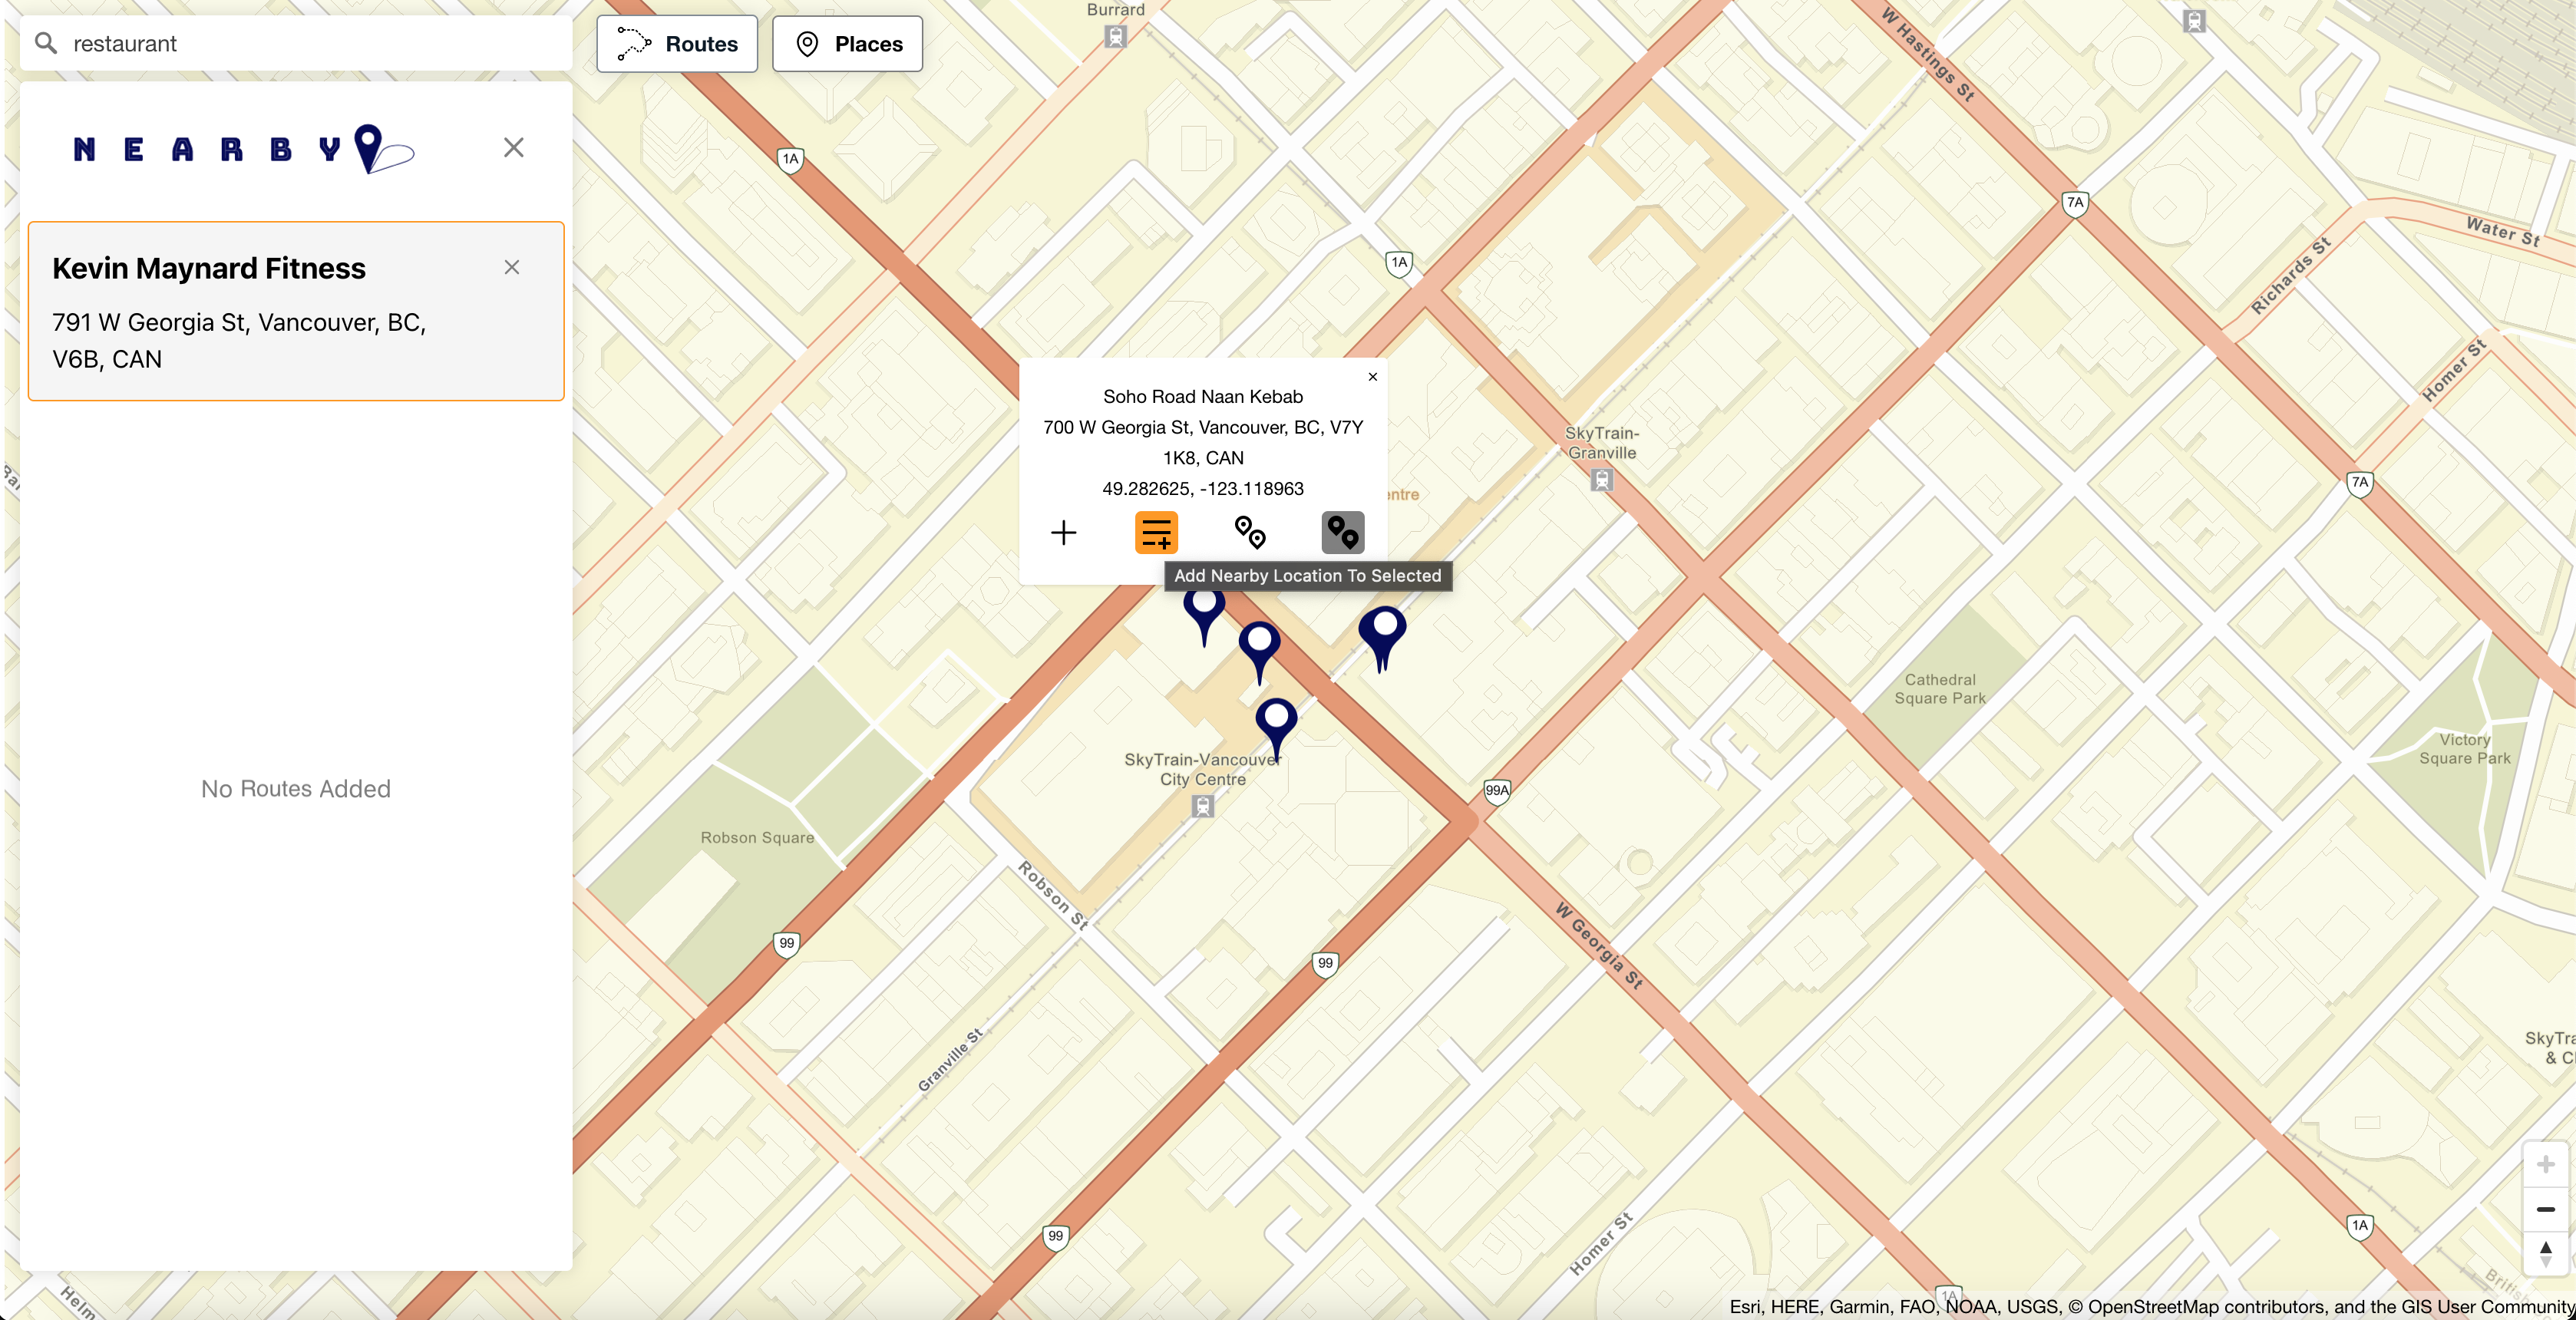 restaurant
Routes
Places
N E A R B Y
Kevin Maynard Fitness
791 W Georgia St, Vancouver, BC,
V6B, CAN
No Routes Added
Burrard
W Hastings St
1A
7A
Water St
Richards St
1A
Homer St
Soho Road Naan Kebab
700 W Georgia St, Vancouver, BC, V7Y
1K8, CAN
49.282625, -123.118963
Add Nearby Location To Selected
entre
SkyTrain-
Granville
7A
Cathedral
Square Park
Victory
Square Park
SkyTrain-Vancouver
City Centre
99A
Robson Square
Robson St
99
99
W Georgia St
Granville St
SkyTra
& C
99
Homer St
1A
1A
Helm
Britis
Esri, HERE, Garmin, FAO, NOAA, USGS, © OpenStreetMap contributors, and the GIS User Community